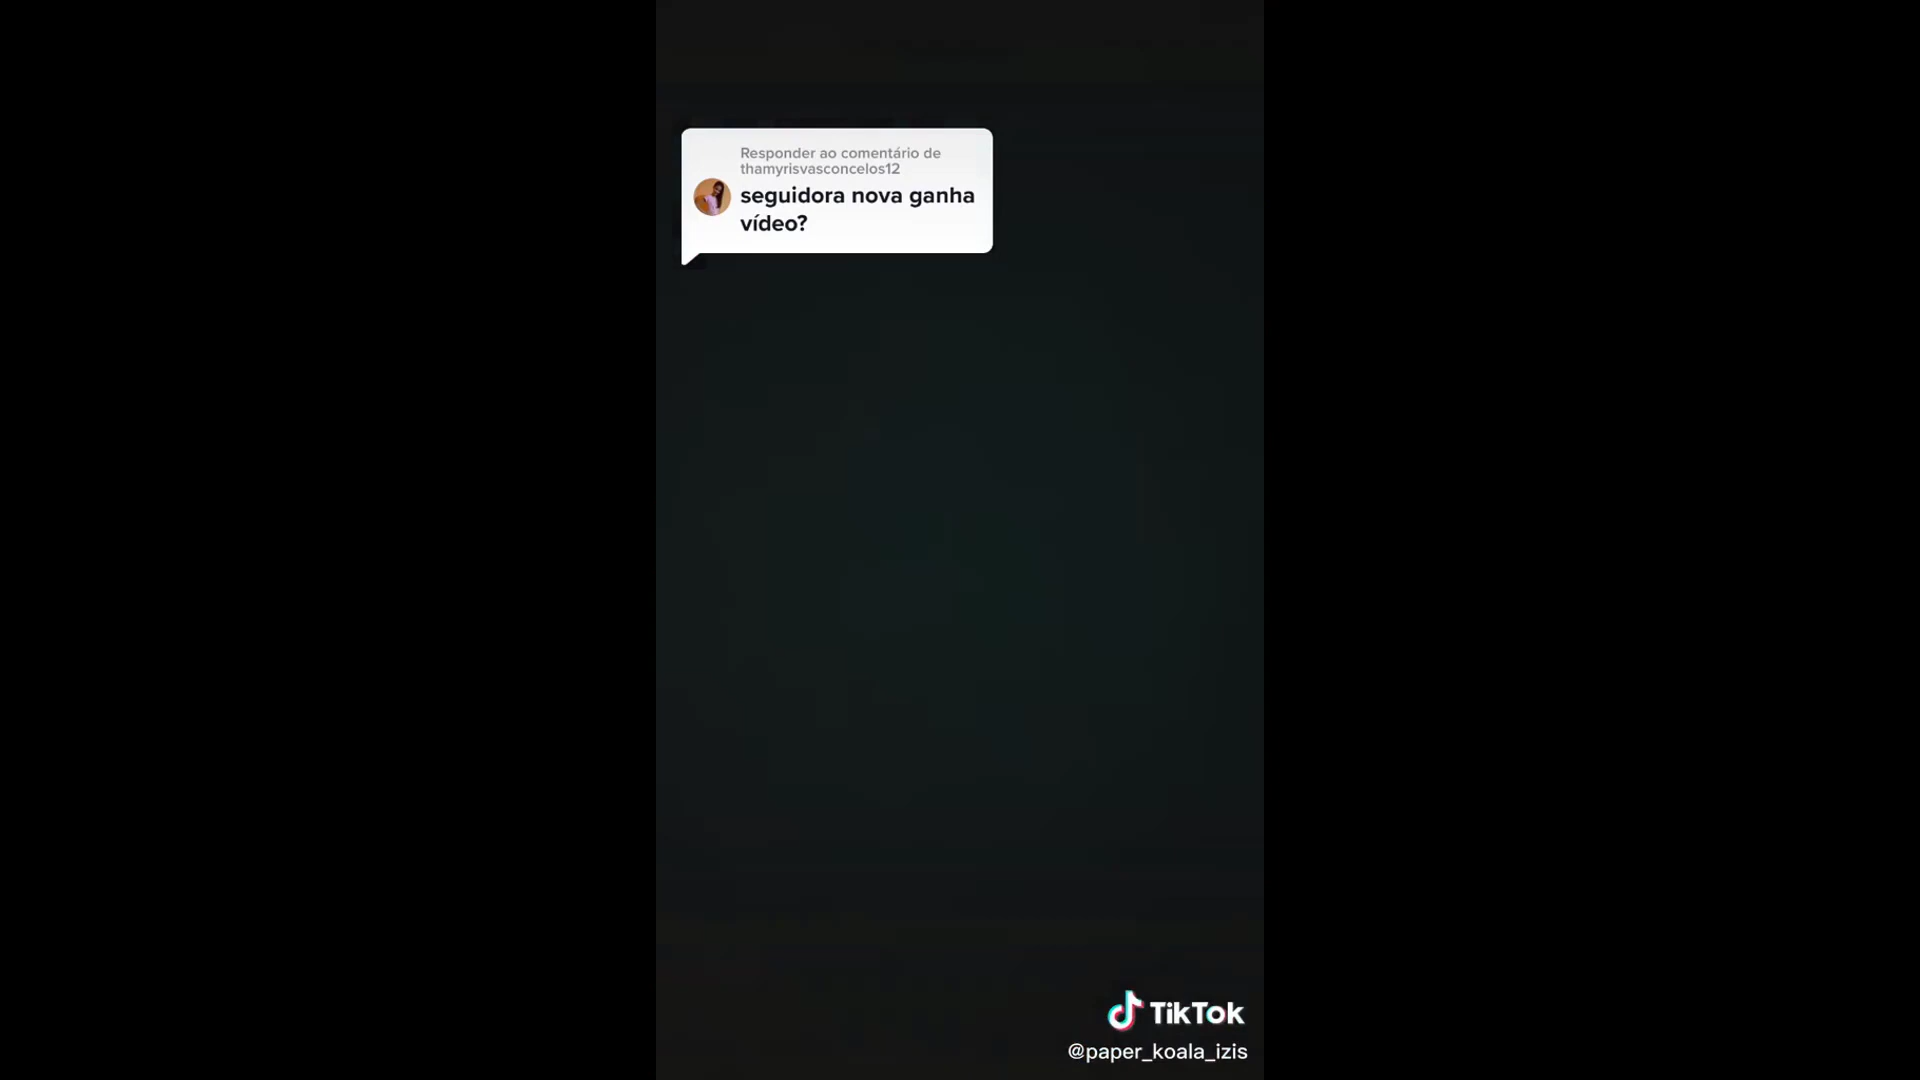 Responder ao comentário de
thamyrisvasconcelos12
seguidora nova ganha
vídeo?
TikTok
@paper_koala_izis